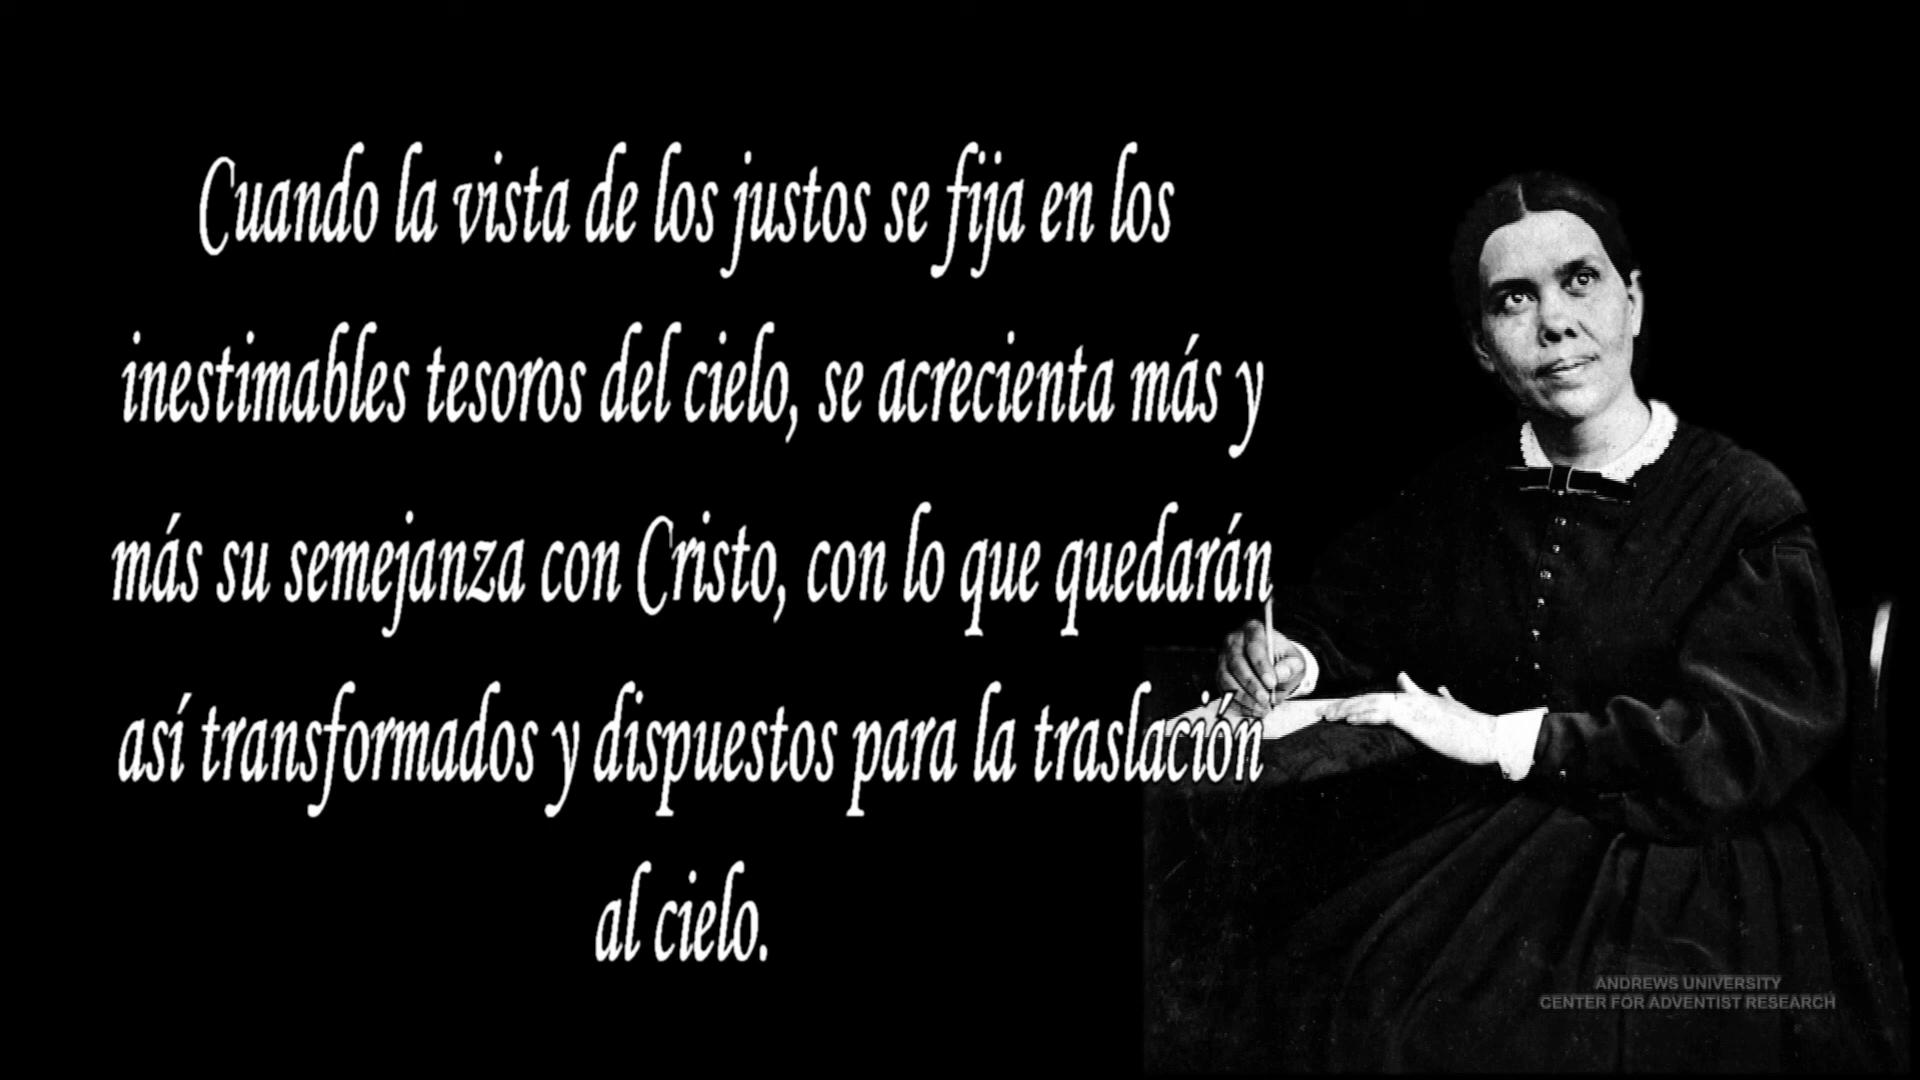 Cuando la vista de los justos se fija en los
inestimables tesoros del cielo, se acrecienta más y
más su semejanza con Cristo, con lo que quedarán
así transformados y dispuestos para la traslación
al cielo.
ANDREWS UNIVERSITY
CENTER FOR ADVENTIST RESEARCH